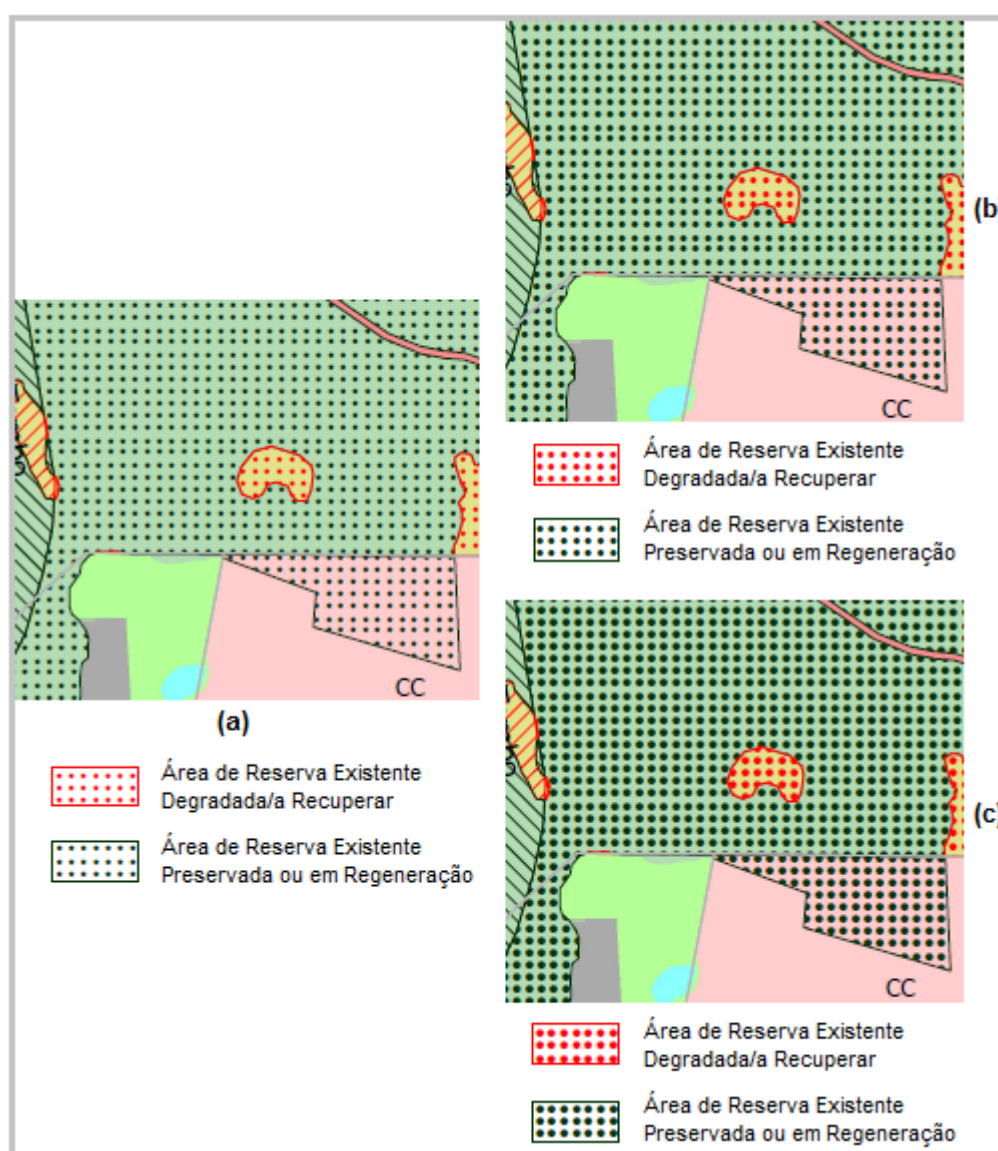 CC
(a)
Área de Reserva Existente
Degradada/a Recuperar
Área de Reserva Existente
Preservada ou em Regeneração
(b)
CC
Área de Reserva Existente
Degradada/a Recuperar
Área de Reserva Existente
Preservada ou em Regeneração
(c)
CC
Área de Reserva Existente
Degradada/a Recuperar
Área de Reserva Existente
Preservada ou em Regeneração